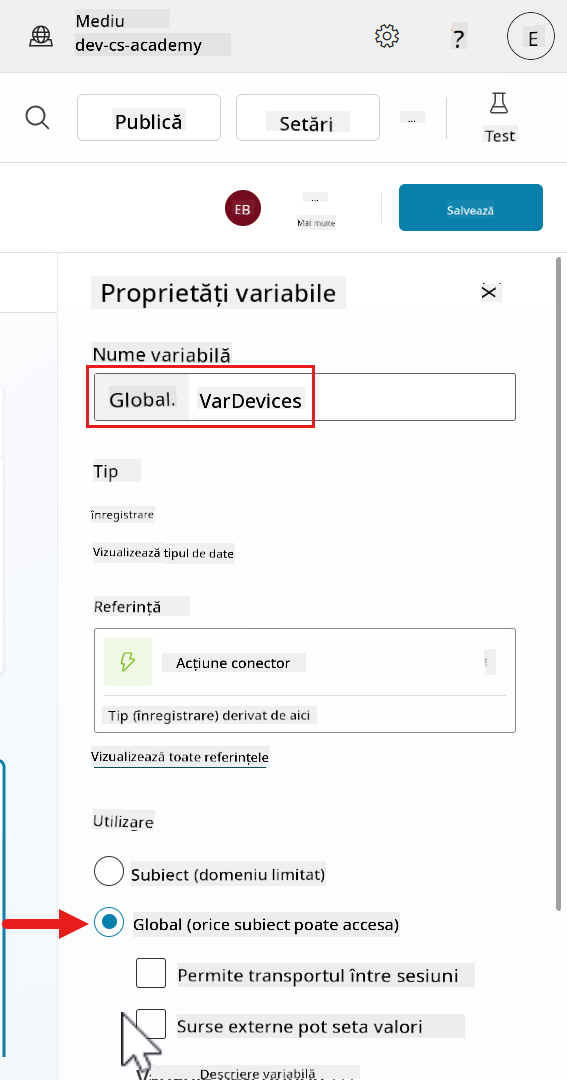 Mediu
dev-cs-academy
?
E
Publică
Setări
...
Test
EB
...
Mai multe
Salvează
Proprietăți variabile
Nume variabilă
Global. VarDevices
Tip
înregistrare
Vizualizează tipul de date
Referință
Acțiune conector
Tip (înregistrare) derivat de aici
Vizualizează toate referințele
Utilizare
Subiect (domeniu limitat)
Global (orice subiect poate accesa)
Permite transportul între sesiuni
Surse externe pot seta valori
Descriere variabilă